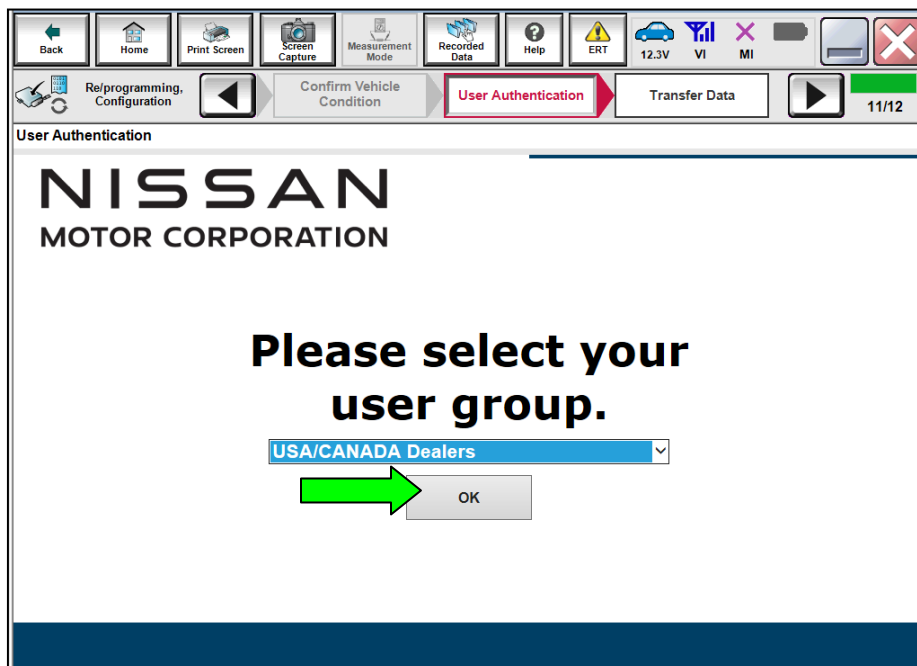 Back
Home
Print Screen
Screen
Capture
Measurement
Mode
Recorded
Data
Help
ERT
12.3V
VI
MI
Re/programming,
Configuration
Confirm Vehicle
Condition
User Authentication
Transfer Data
11/12
User Authentication
NISSAN
MOTOR CORPORATION
Please select your
user group.
USA/CANADA Dealers
OK